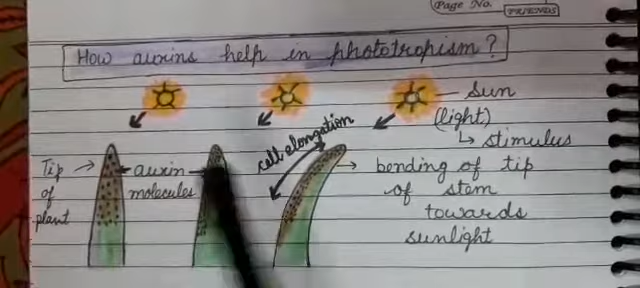 Page No.
FRIENDS
How auxins help in phototropism?
Sun
(light)
↳ stimulus
cell elongation
Tip
of
plant
auxin
molecules
bending of tip
of stem
towards
sunlight